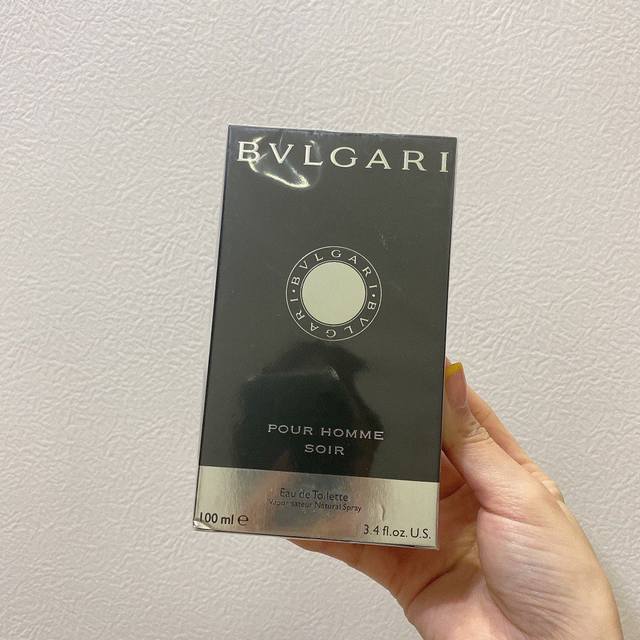 BVLGARI
BVLGARI • BVLGARI •
POUR HOMME
SOIR
Eau de Toilette
Vaporisateur Natural Spray
100 ml ℮
3.4 fl.oz. U.S.